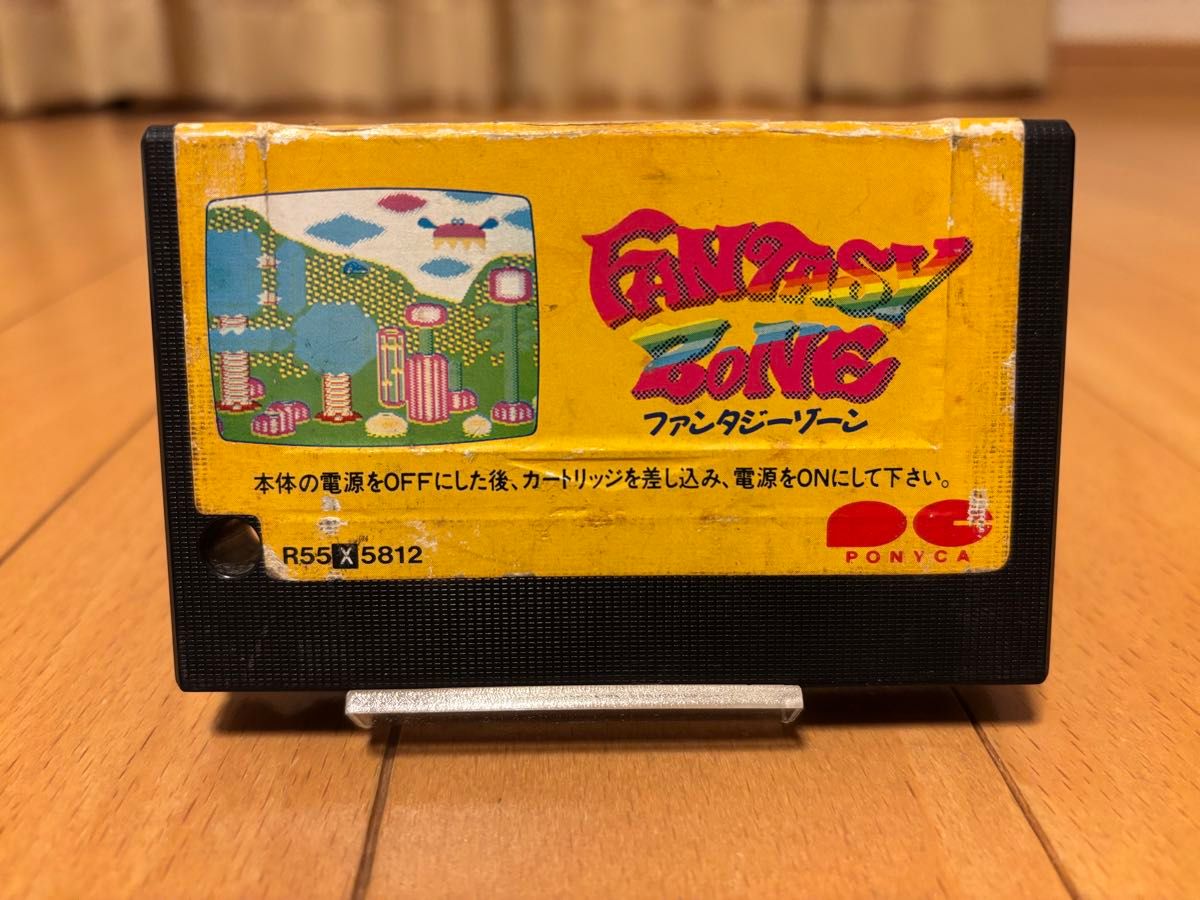 FANTASY
ZONE
ファンタジーゾーン
本体の電源をOFFにした後、カートリッジを差し込み、電源をONにして下さい。
R55X5812
PONYCA